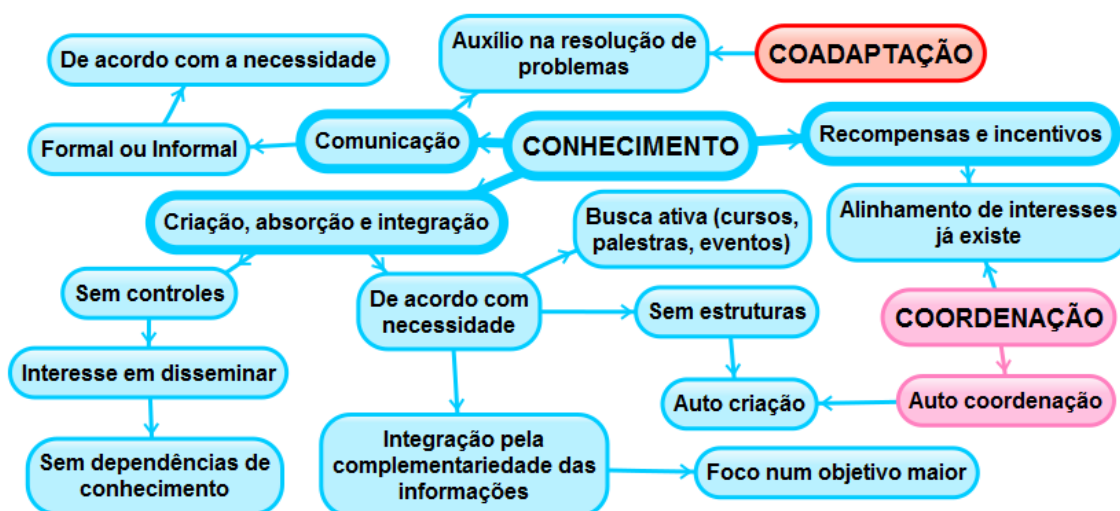 De acordo com a necessidade
Auxílio na resolução de
problemas
COADAPTAÇÃO
Formal ou Informal
Comunicação
CONHECIMENTO
Recompensas e incentivos
Criação, absorção e integração
Busca ativa (cursos,
palestras, eventos)
Alinhamento de interesses
já existe
Sem controles
De acordo com
necessidade
Sem estruturas
COORDENAÇÃO
Interesse em disseminar
Auto criação
Auto coordenação
Sem dependências de
conhecimento
Integração pela
complementariedade das
informações
Foco num objetivo maior